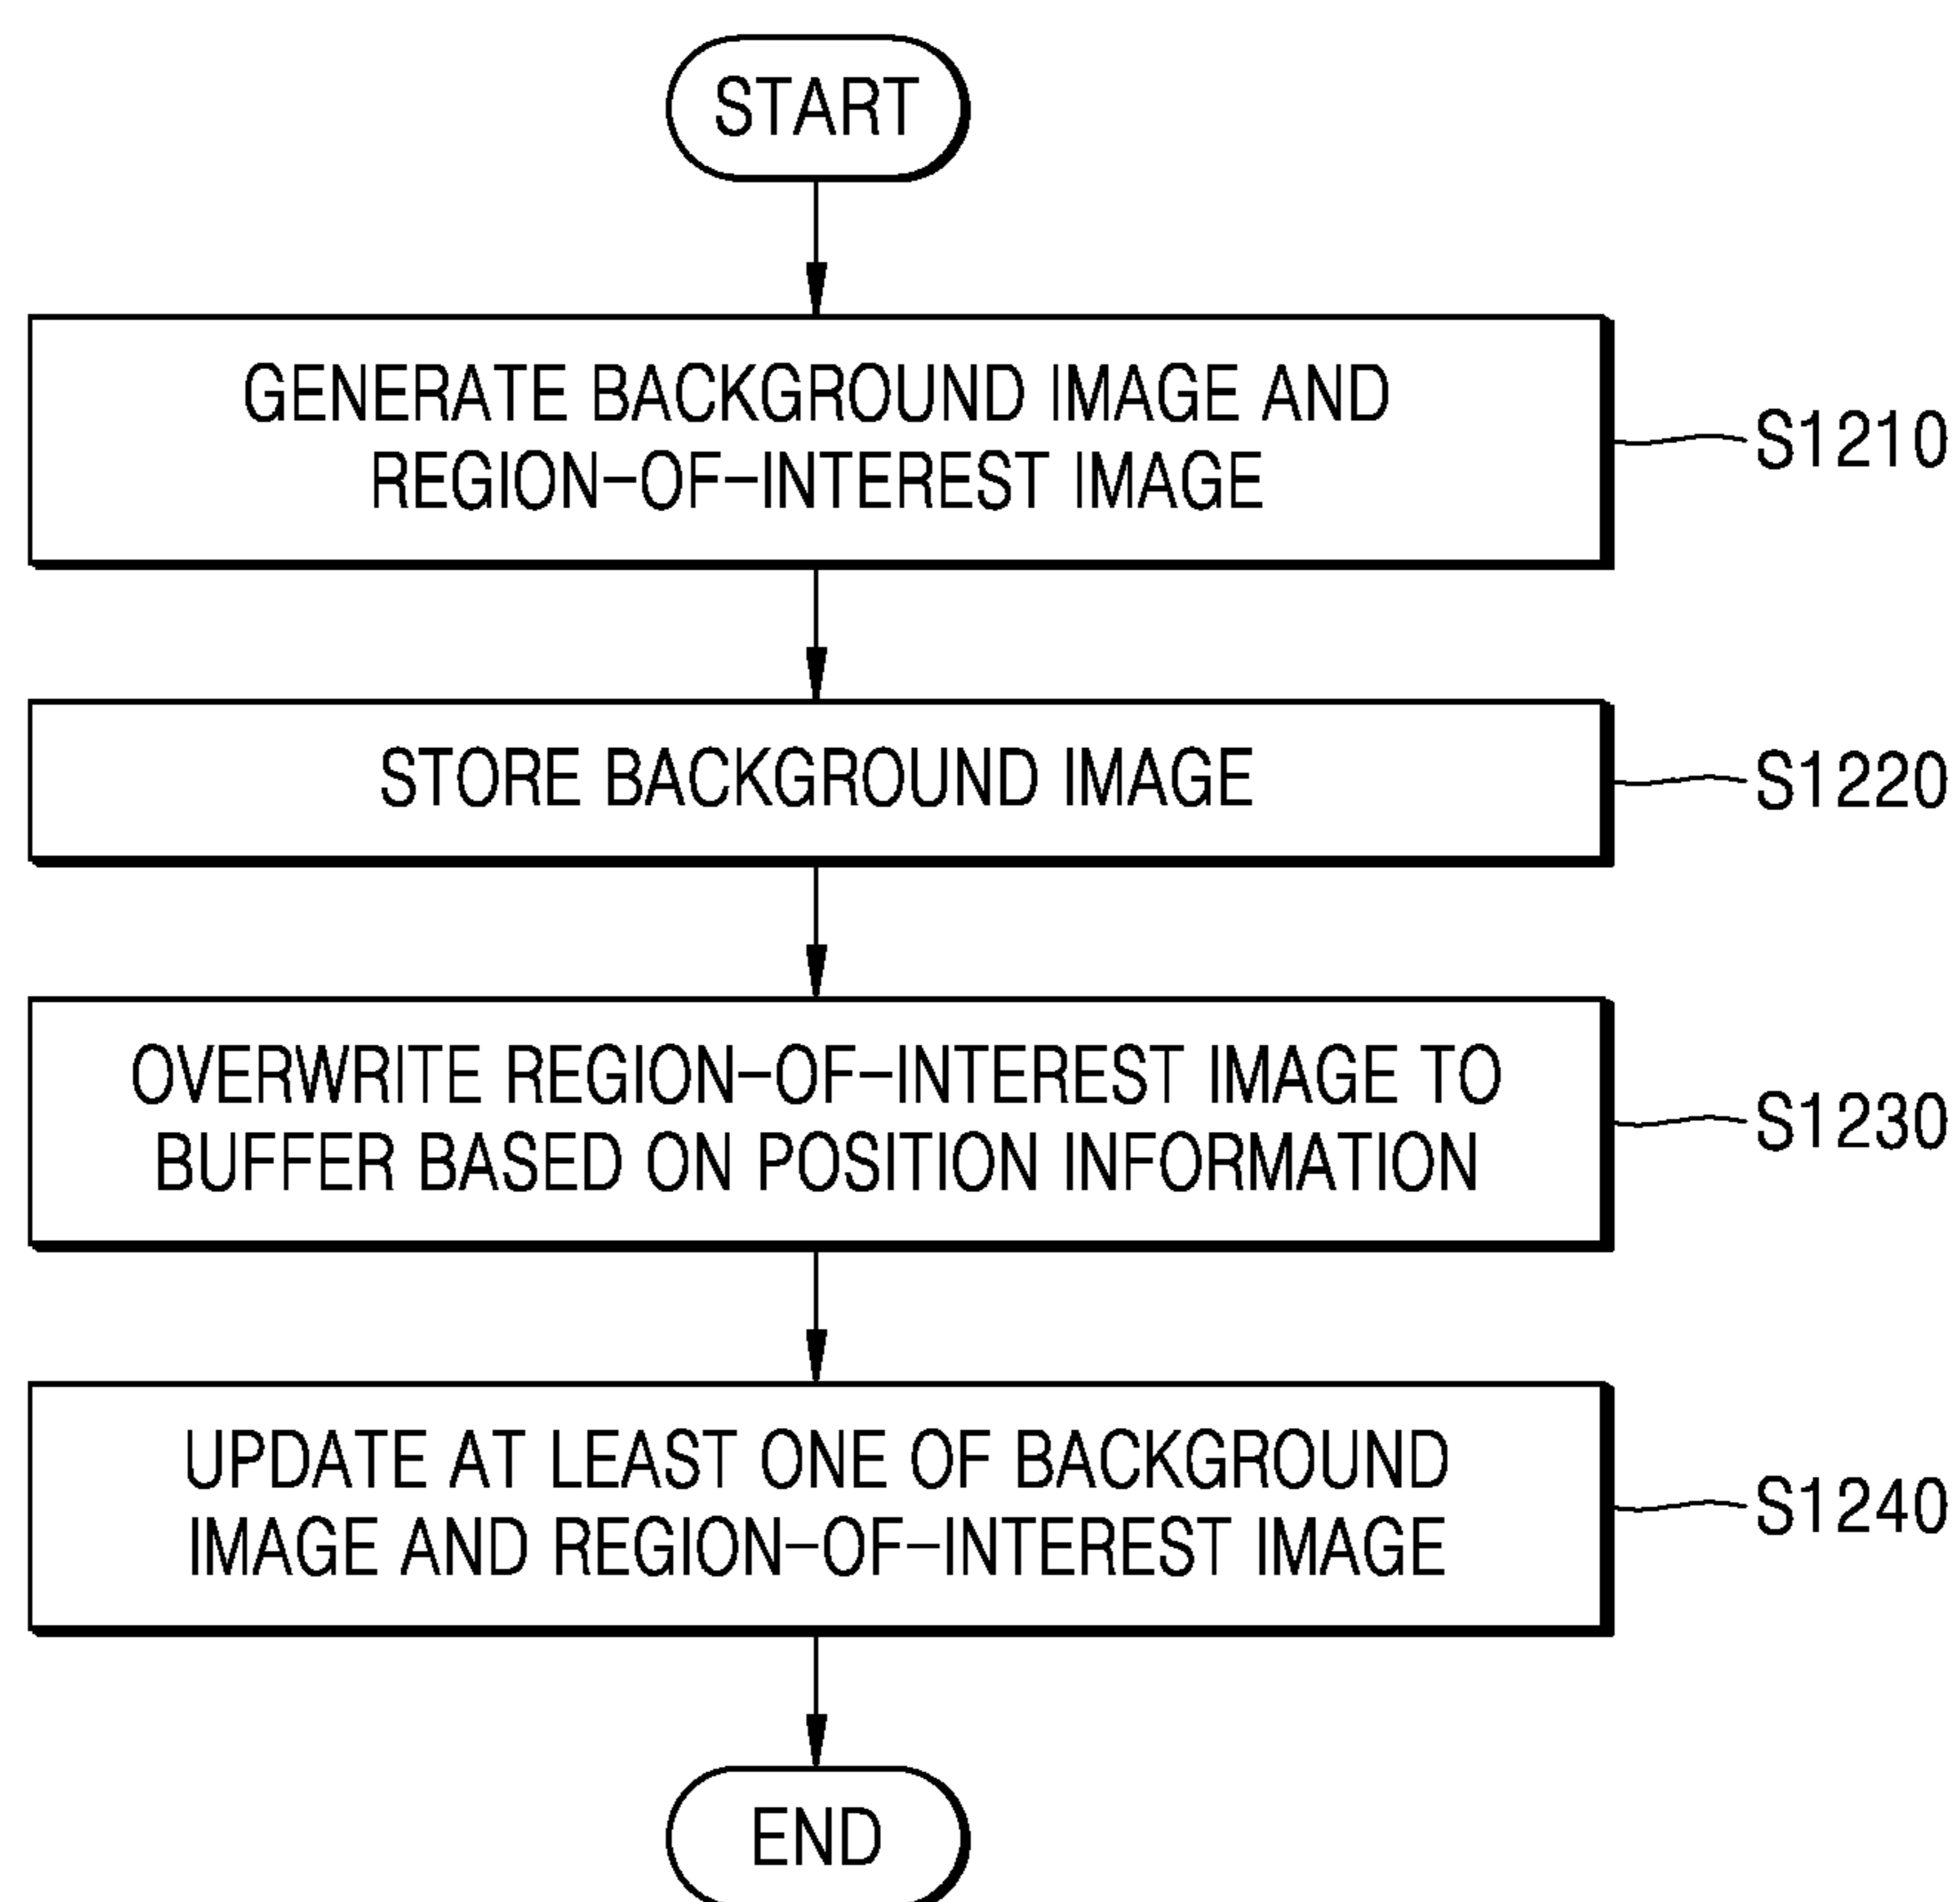 START
GENERATE BACKGROUND IMAGE AND
REGION-OF-INTEREST IMAGE
S1210
STORE BACKGROUND IMAGE
S1220
OVERWRITE REGION-OF-INTEREST IMAGE TO
BUFFER BASED ON POSITION INFORMATION
S1230
UPDATE AT LEAST ONE OF BACKGROUND
IMAGE AND REGION-OF-INTEREST IMAGE
S1240
END